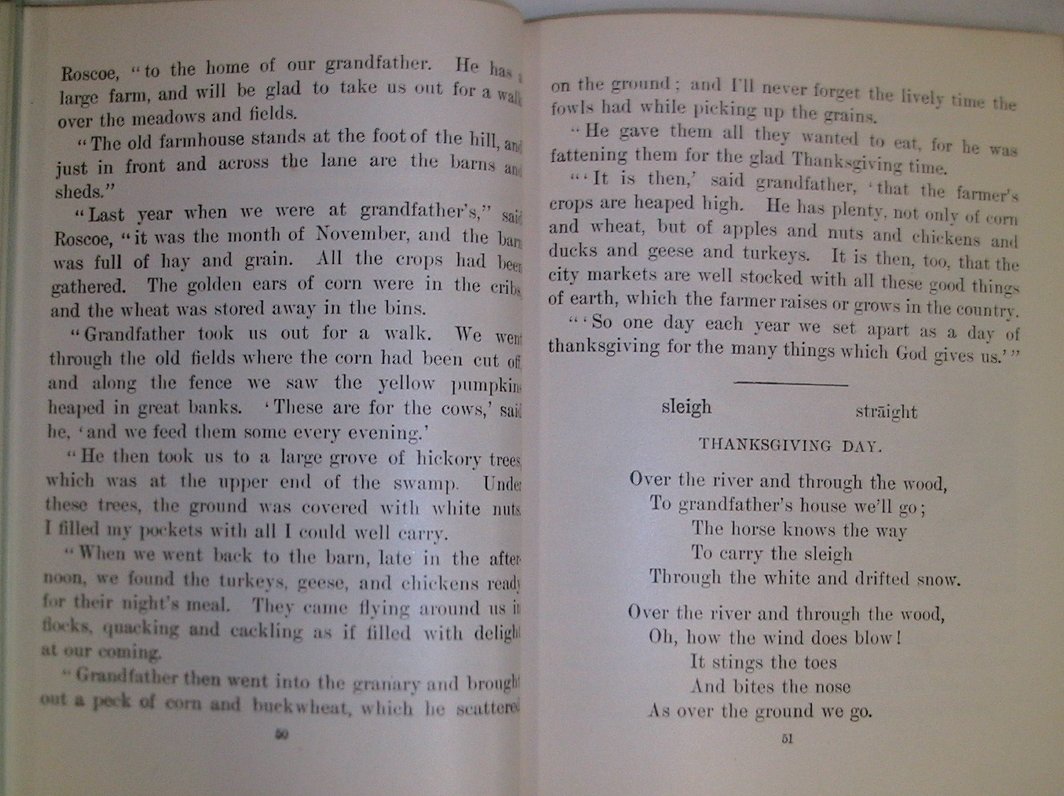 Roscoe, "to the home of our grandfather. He has a
large farm, and will be glad to take us out for a walk
over the meadows and fields.
"The old farmhouse stands at the foot of the hill, and
just in front and across the lane are the barns and
sheds."
"Last year when we were at grandfather's," said
Roscoe, "it was the month of November, and the barn
was full of hay and grain. All the crops had been
gathered. The golden ears of corn were in the cribs,
and the wheat was stored away in the bins.
"Grandfather took us out for a walk. We went
through the old fields where the corn had been cut off,
and along the fence we saw the yellow pumpkins
heaped in great banks. 'These are for the cows,' said
he, 'and we feed them some every evening.'
"He then took us to a large grove of hickory trees,
which was at the upper end of the swamp. Under
these trees, the ground was covered with white nuts.
I filled my pockets with all I could well carry.
"When we went back to the barn, late in the after-
noon, we found the turkeys, geese, and chickens ready
for their night's meal. They came flying around us in
flocks, quacking and cackling as if filled with delight
at our coming.
"Grandfather then went into the granary and brought
out a peck of corn and buckwheat, which he scattered
50
on the ground; and I'll never forget the lively time the
fowls had while picking up the grains.
"He gave them all they wanted to eat, for he was
fattening them for the glad Thanksgiving time.
"'It is then,' said grandfather, 'that the farmer's
crops are heaped high. He has plenty, not only of corn
and wheat, but of apples and nuts and chickens and
ducks and geese and turkeys. It is then, too, that the
city markets are well stocked with all these good things
of earth, which the farmer raises or grows in the country.
"'So one day each year we set apart as a day of
thanksgiving for the many things which God gives us.'"
sleigh strāight
THANKSGIVING DAY.
Over the river and through the wood,
To grandfather's house we'll go;
The horse knows the way
To carry the sleigh
Through the white and drifted snow.
Over the river and through the wood,
Oh, how the wind does blow!
It stings the toes
And bites the nose
As over the ground we go.
51